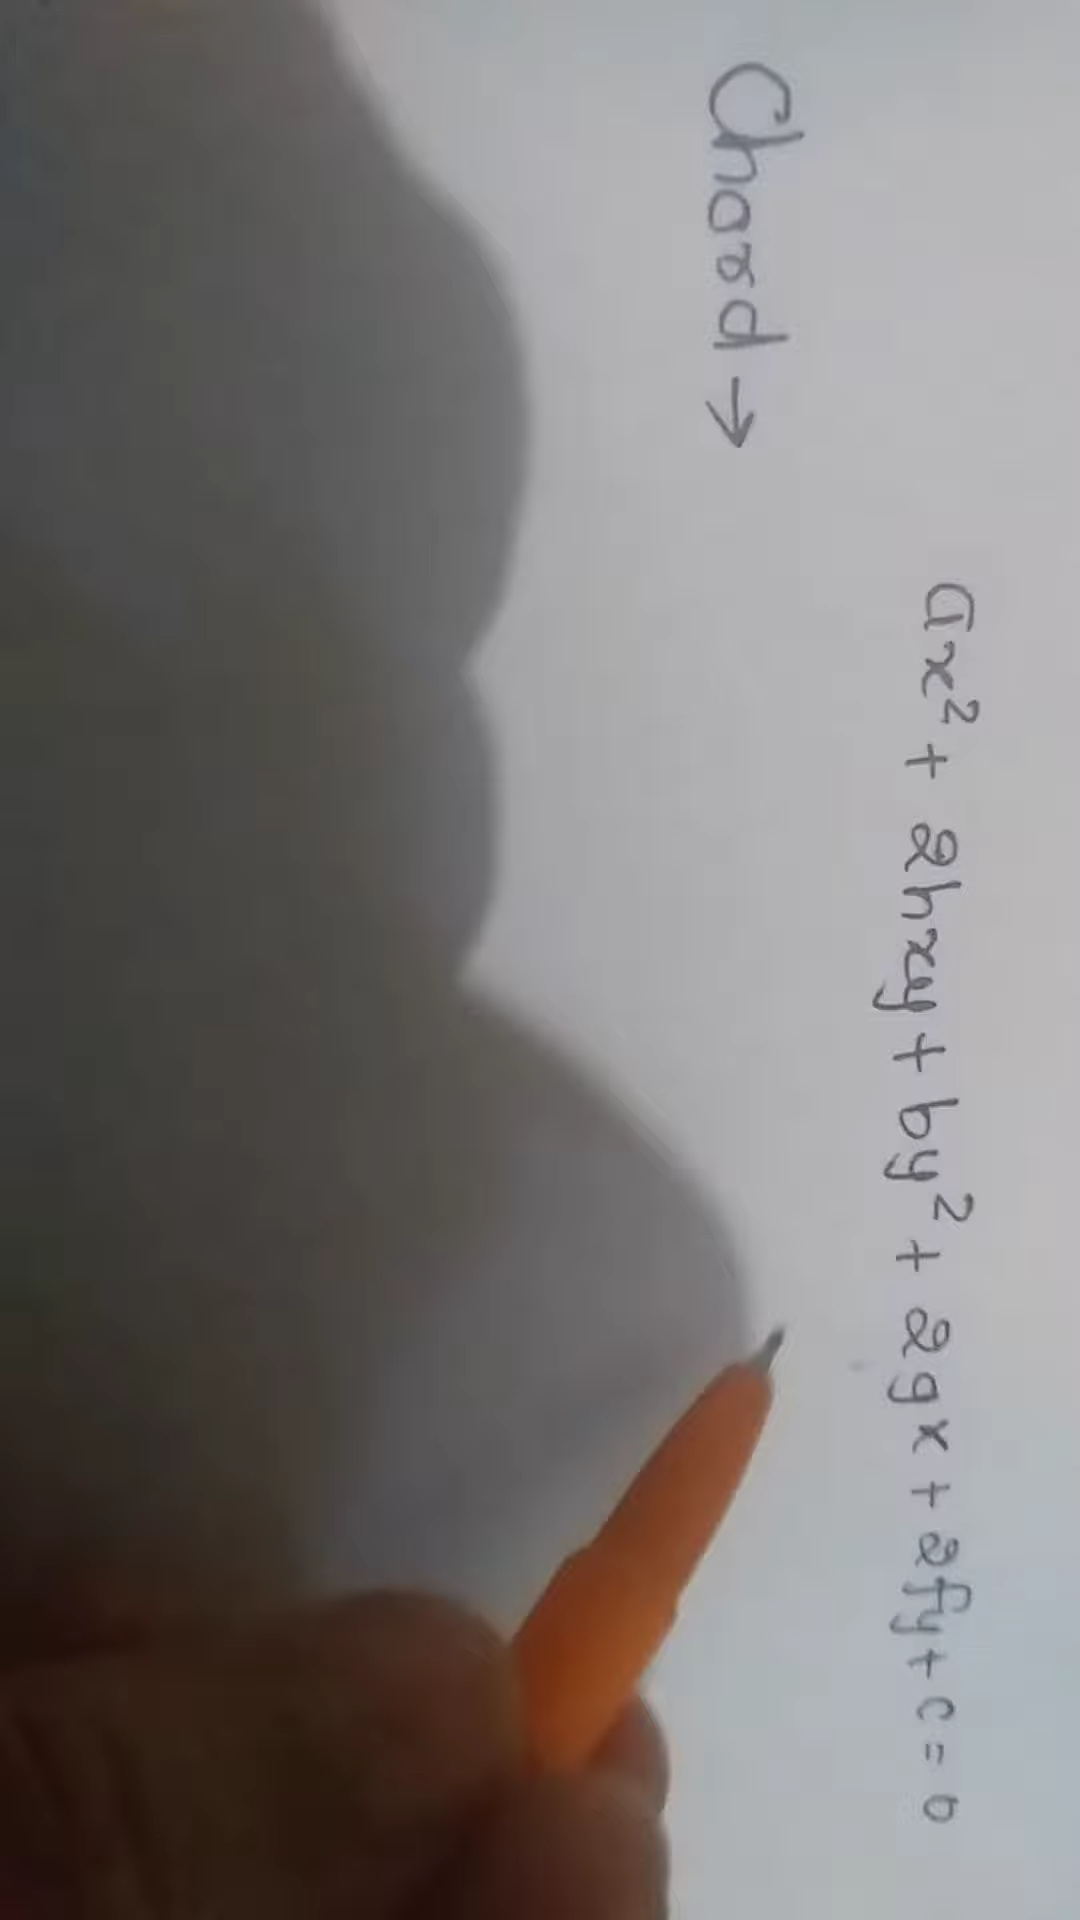 ax² + 2hxy + by² + 2gx + 2fy + c = 0
Chord →